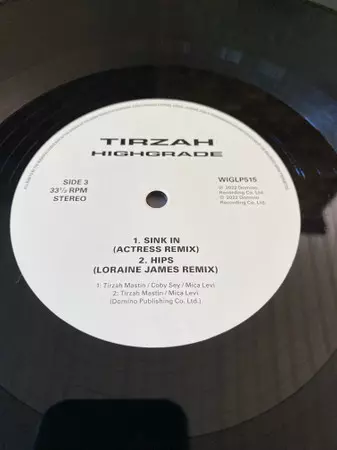 TIRZAH
HIGHGRADE
SIDE 3
33⅓ RPM
STEREO
WIGLP515
℗ 2022 Domino
Recording Co. Ltd.
© 2022 Domino
Recording Co. Ltd.
1. SINK IN
(ACTRESS REMIX)
2. HIPS
(LORAINE JAMES REMIX)
1: Tirzah Mastin / Coby Sey / Mica Levi
2: Tirzah Mastin / Mica Levi
(Domino Publishing Co. Ltd.)